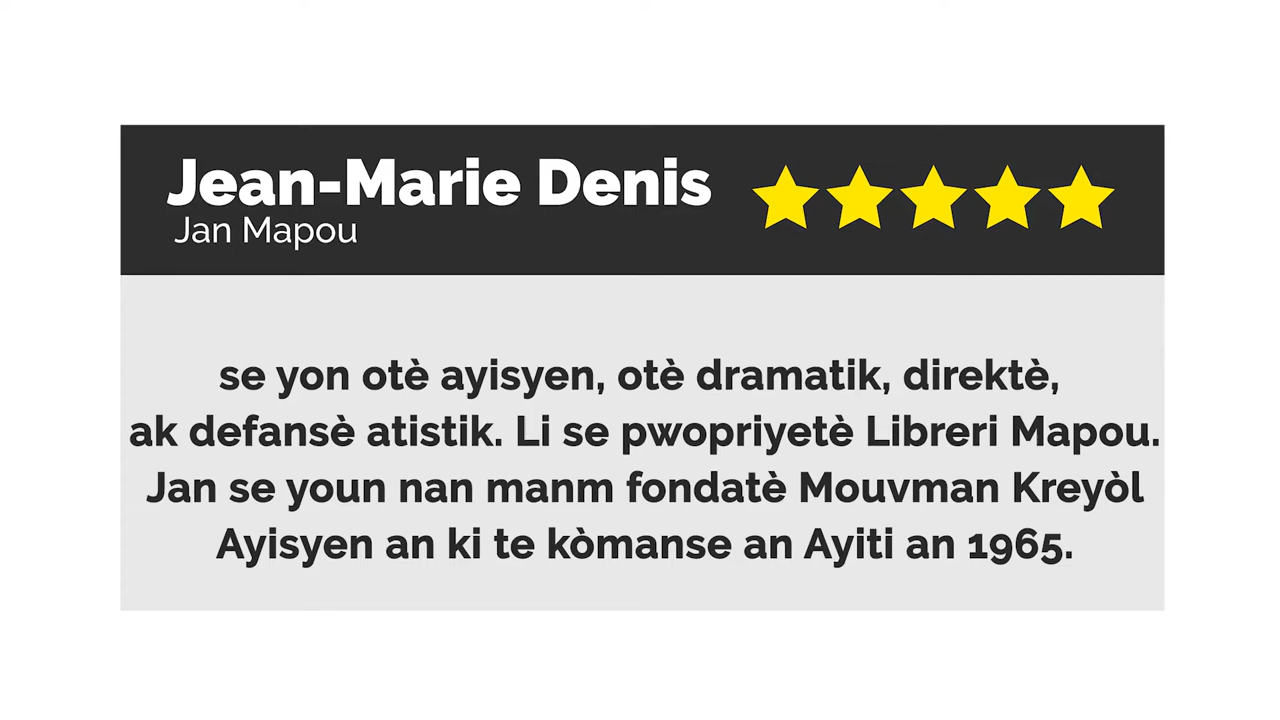 Jean-Marie Denis
Jan Mapou
se yon otè ayisyen, otè dramatik, direktè,
ak defansè atistik. Li se pwopriyetè Libreri Mapou.
Jan se youn nan manm fondatè Mouvman Kreyòl
Ayisyen an ki te kòmanse an Ayiti an 1965.